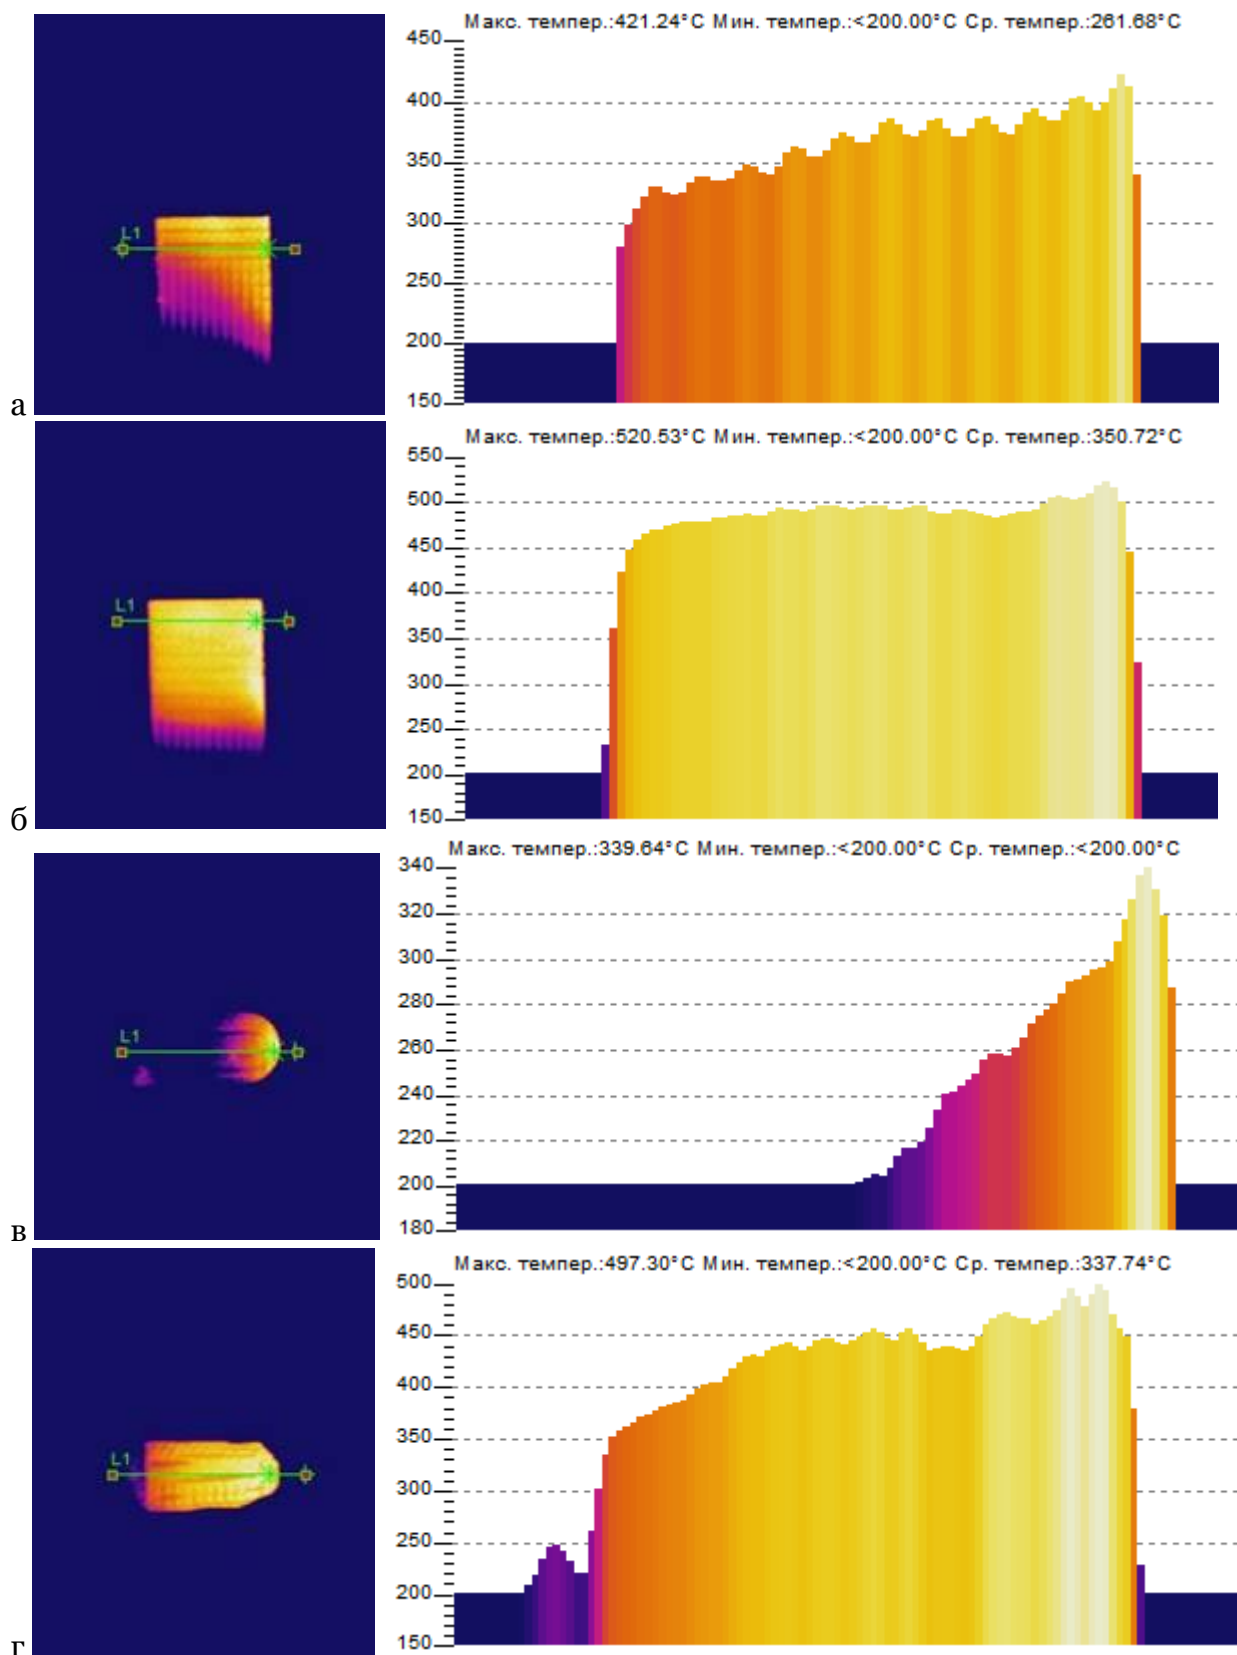 Макс. темпер.:421.24°C Мин. темпер.:<200.00°C Ср. темпер.:261.68°C
450
400
350
300
250
200
150
L1
а
Макс. темпер.:520.53°C Мин. темпер.:<200.00°C Ср. темпер.:350.72°C
550
500
450
400
350
300
250
200
150
L1
б
Макс. темпер.:339.64°C Мин. темпер.:<200.00°C Ср. темпер.:<200.00°C
340
320
300
280
260
240
220
200
180
L1
в
Макс. темпер.:497.30°C Мин. темпер.:<200.00°C Ср. темпер.:337.74°C
500
450
400
350
300
250
200
150
L1
г